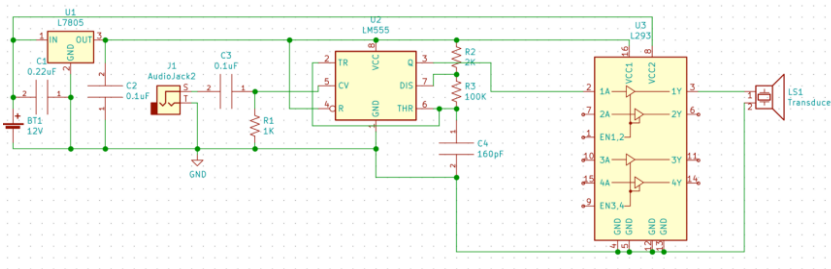 U1
L7805
1 IN OUT 3
GND
2
C1
0.22uF
2 1
+
BT1
12V
2
C2
0.1uF
1
J1
AudioJack2
S
T
GND
C3
0.1uF
2 1
R1
1K
U2
LM555
8
VCC
2 TR Q 3
5 CV DIS 7
4 R THR 6
GND
1
R2
2K
R3
100K
1
C4
160pF
2
U3
L293
16 8
VCC1 VCC2
2 1A 1Y 3
7 2A 2Y 6
1 EN1,2
10 3A 3Y 11
15 4A 4Y 14
9 EN3,4
GND GND GND GND
4 5 12 13
1
2
LS1
Transduce